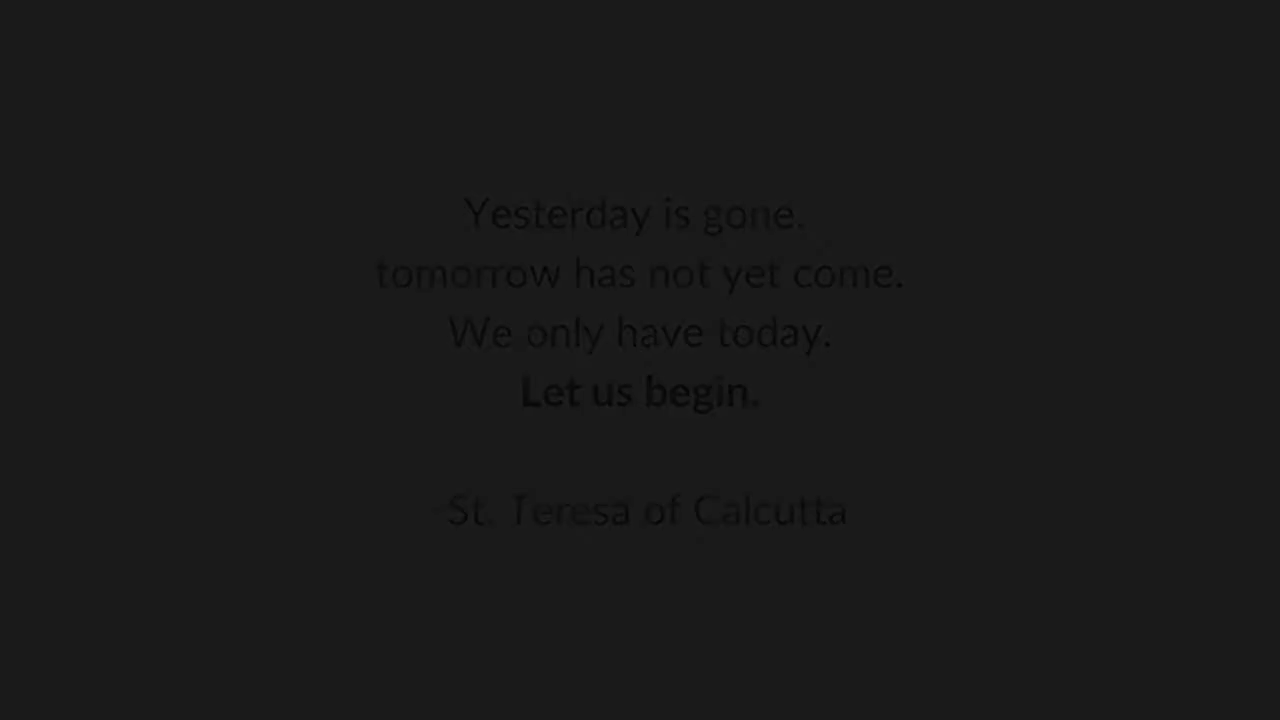 Yesterday is gone.
tomorrow has not yet come.
We only have today.
Let us begin.
-St. Teresa of Calcutta